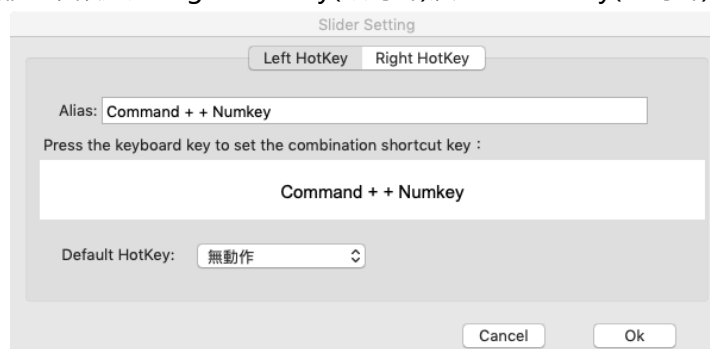 Slider Setting
Left HotKey Right HotKey
Alias: Command + + Numkey
Press the keyboard key to set the combination shortcut key：
Command + + Numkey
Default HotKey: 無動作
Cancel Ok